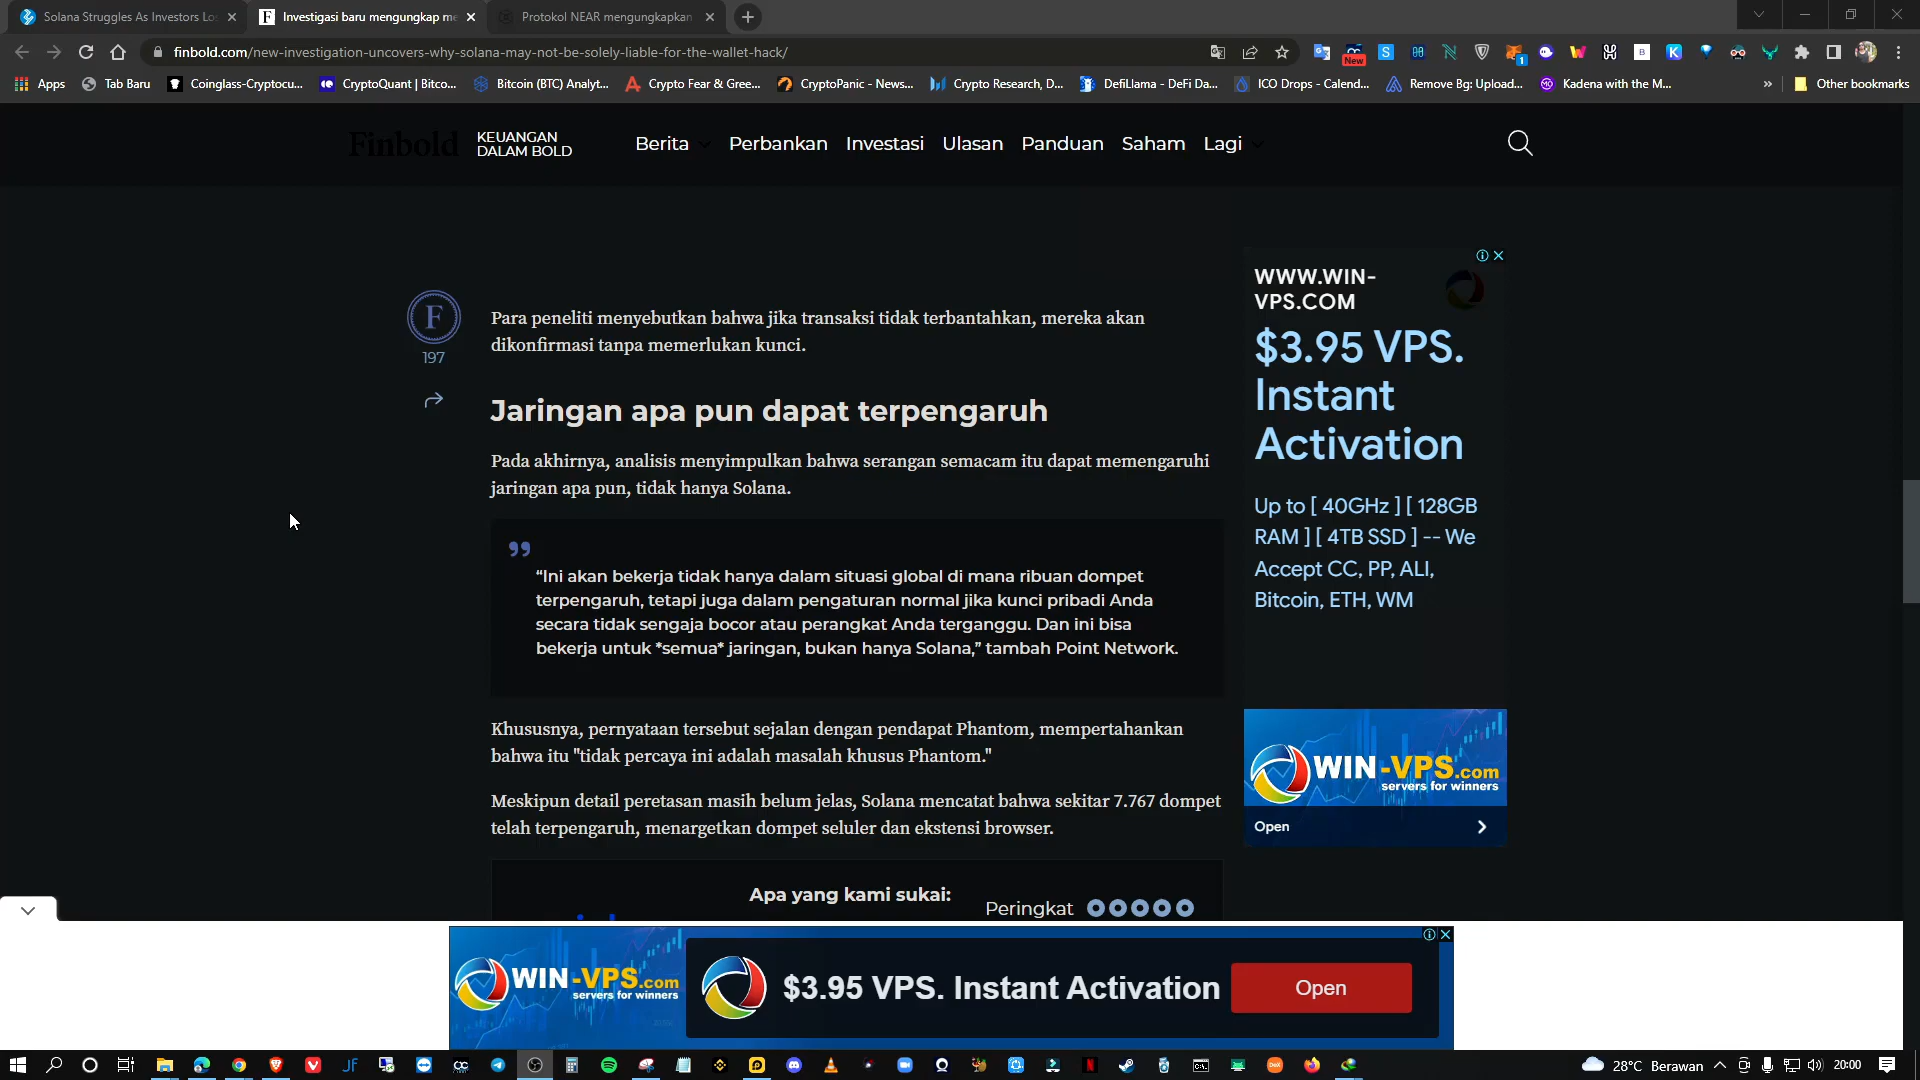 Solana Struggles As Investors Lo
Investigasi baru mengungkap me
Protokol NEAR mengungkapkan
finbold.com/new-investigation-uncovers-why-solana-may-not-be-solely-liable-for-the-wallet-hack/
New
1
Apps
Tab Baru
Coinglass-Cryptocu...
CryptoQuant | Bitco...
Bitcoin (BTC) Analyt...
Crypto Fear & Gree...
CryptoPanic - News...
Crypto Research, D...
DefiLlama - DeFi Da...
ICO Drops - Calend...
Remove Bg: Upload...
Kadena with the M...
»
Other bookmarks
Finbold
KEUANGAN
DALAM BOLD
Berita
Perbankan
Investasi
Ulasan
Panduan
Saham
Lagi
F
197
Para peneliti menyebutkan bahwa jika transaksi tidak terbantahkan, mereka akan
dikonfirmasi tanpa memerlukan kunci.
Jaringan apa pun dapat terpengaruh
Pada akhirnya, analisis menyimpulkan bahwa serangan semacam itu dapat memengaruhi
jaringan apa pun, tidak hanya Solana.
”
“Ini akan bekerja tidak hanya dalam situasi global di mana ribuan dompet
terpengaruh, tetapi juga dalam pengaturan normal jika kunci pribadi Anda
secara tidak sengaja bocor atau perangkat Anda terganggu. Dan ini bisa
bekerja untuk *semua* jaringan, bukan hanya Solana,” tambah Point Network.
Khususnya, pernyataan tersebut sejalan dengan pendapat Phantom, mempertahankan
bahwa itu "tidak percaya ini adalah masalah khusus Phantom."
Meskipun detail peretasan masih belum jelas, Solana mencatat bahwa sekitar 7.767 dompet
telah terpengaruh, menargetkan dompet seluler dan ekstensi browser.
Apa yang kami sukai:
Peringkat
WWW.WIN-
VPS.COM
$3.95 VPS.
Instant
Activation
Up to [ 40GHz ] [ 128GB
RAM ] [ 4TB SSD ] -- We
Accept CC, PP, ALI,
Bitcoin, ETH, WM
WIN-VPS.com
servers for winners
Open
WIN-VPS.com
servers for winners
$3.95 VPS. Instant Activation
Open
28°C Berawan
20:00